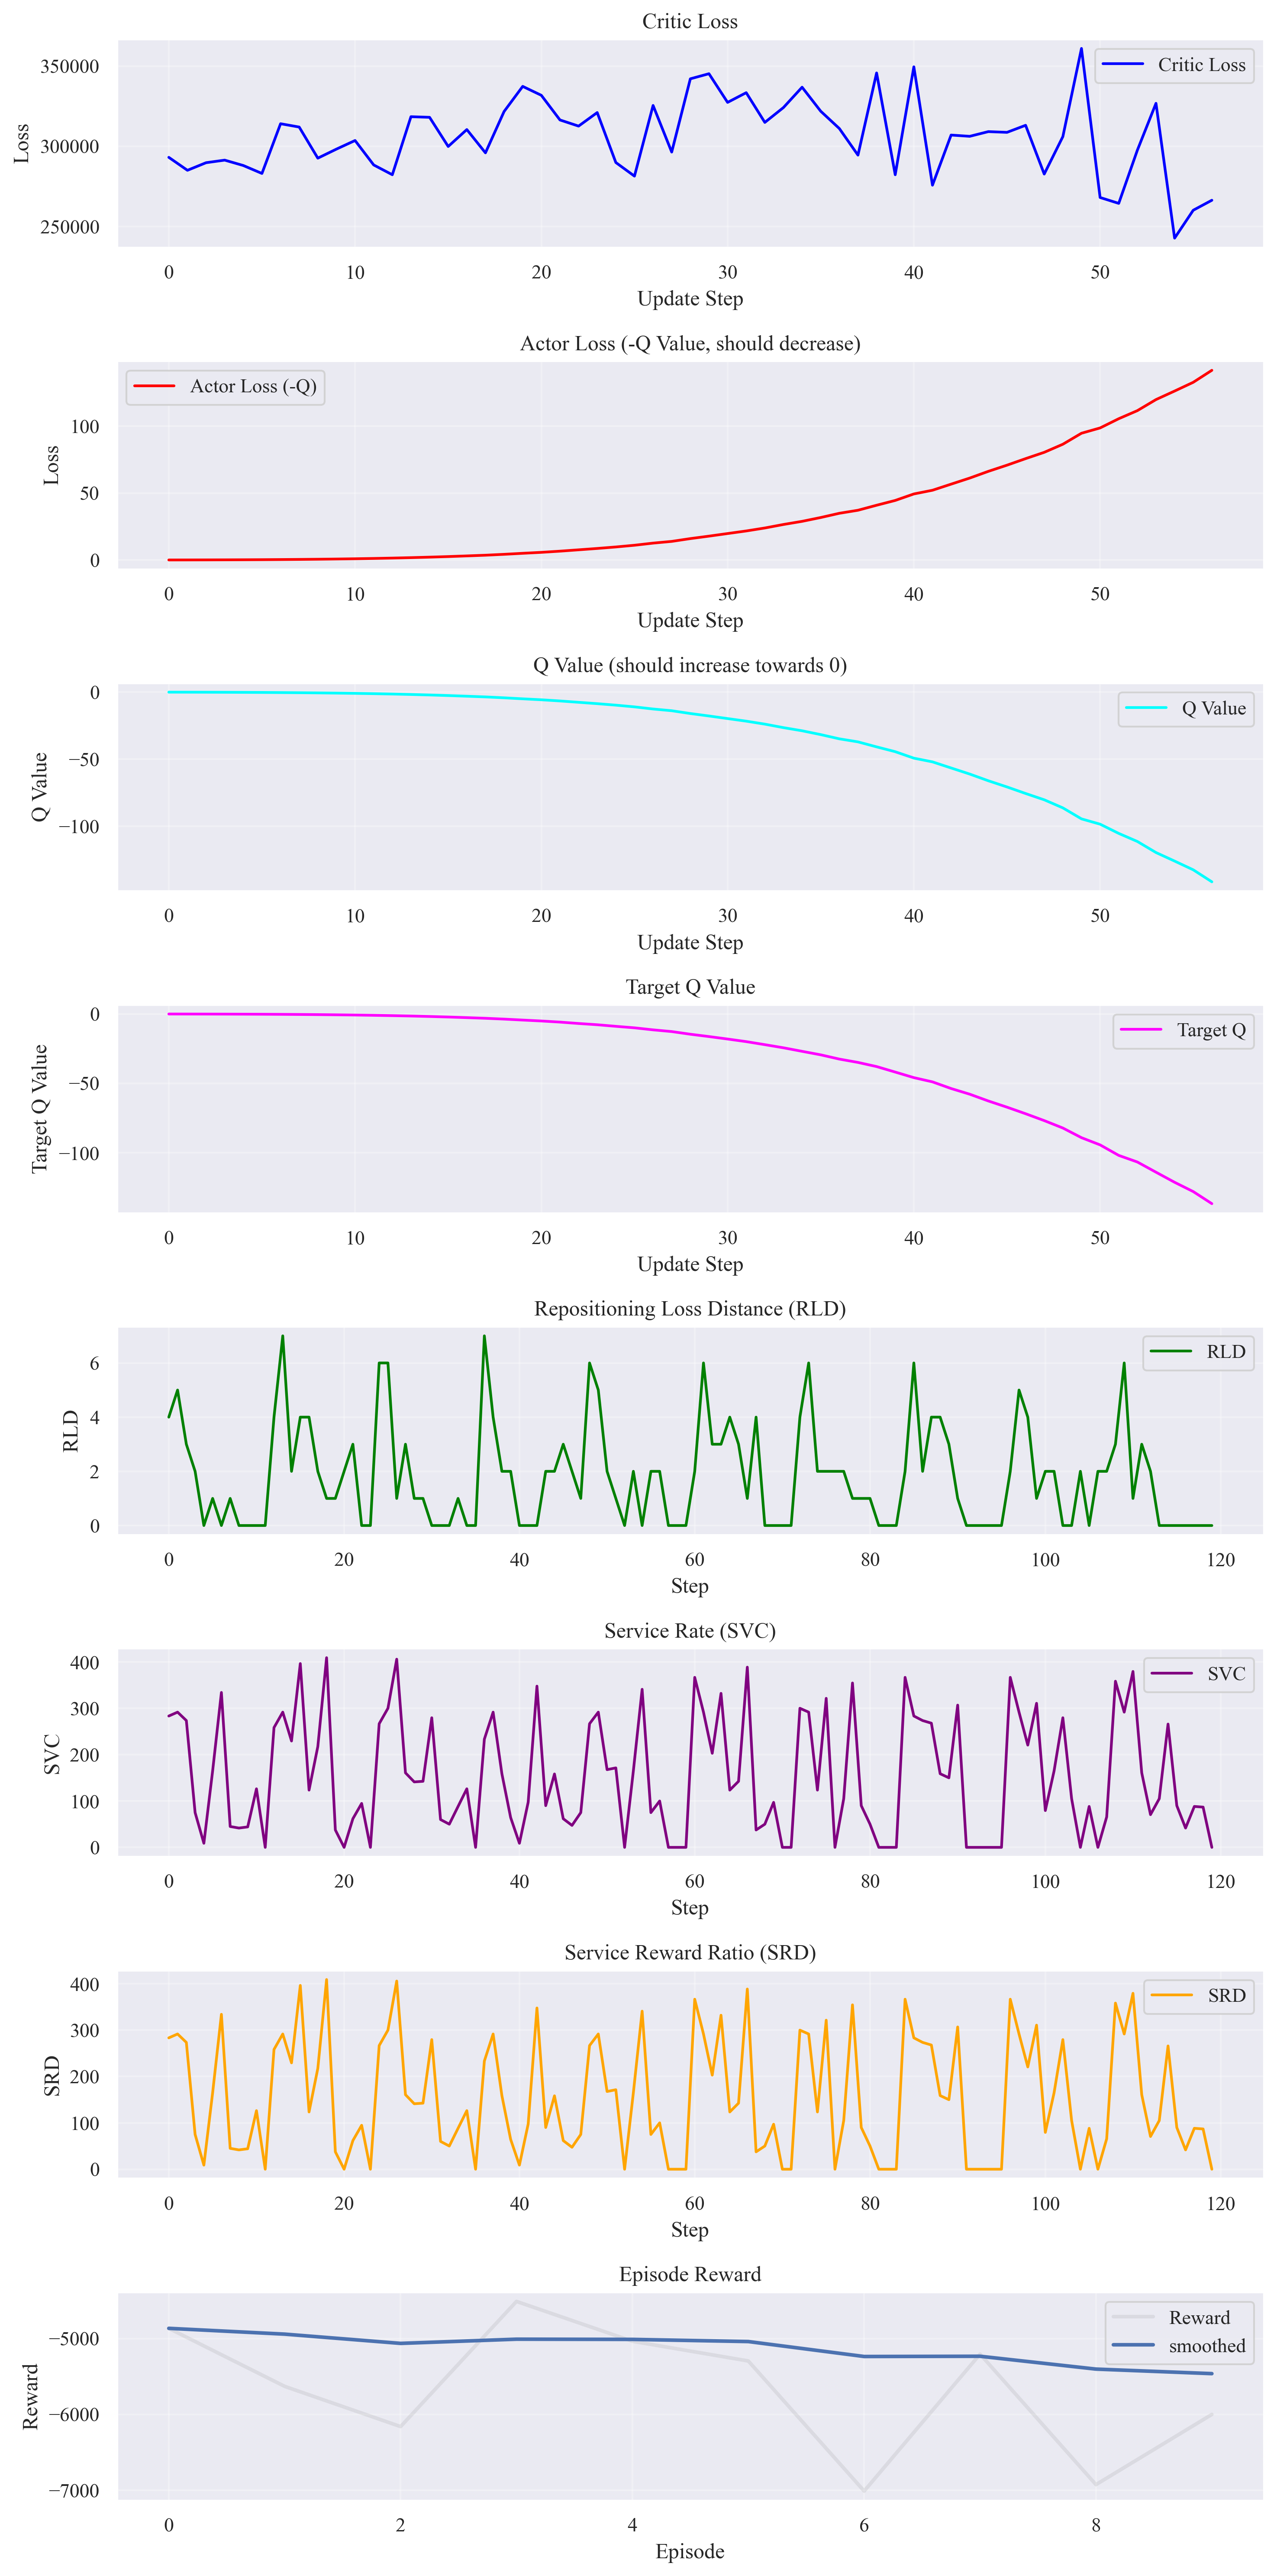 Critic Loss
350000
300000
250000
Loss
Critic Loss
0 10 20 30 40 50
Update Step
Actor Loss (-Q Value, should decrease)
Actor Loss (-Q)
100
50
0
Loss
0 10 20 30 40 50
Update Step
Q Value (should increase towards 0)
0
−50
−100
Q Value
Q Value
0 10 20 30 40 50
Update Step
Target Q Value
0
−50
−100
Target Q Value
Target Q
0 10 20 30 40 50
Update Step
Repositioning Loss Distance (RLD)
6
4
2
0
RLD
RLD
0 20 40 60 80 100 120
Step
Service Rate (SVC)
400
300
200
100
0
SVC
SVC
0 20 40 60 80 100 120
Step
Service Reward Ratio (SRD)
400
300
200
100
0
SRD
SRD
0 20 40 60 80 100 120
Step
Episode Reward
−5000
−6000
−7000
Reward
Reward
smoothed
0 2 4 6 8
Episode